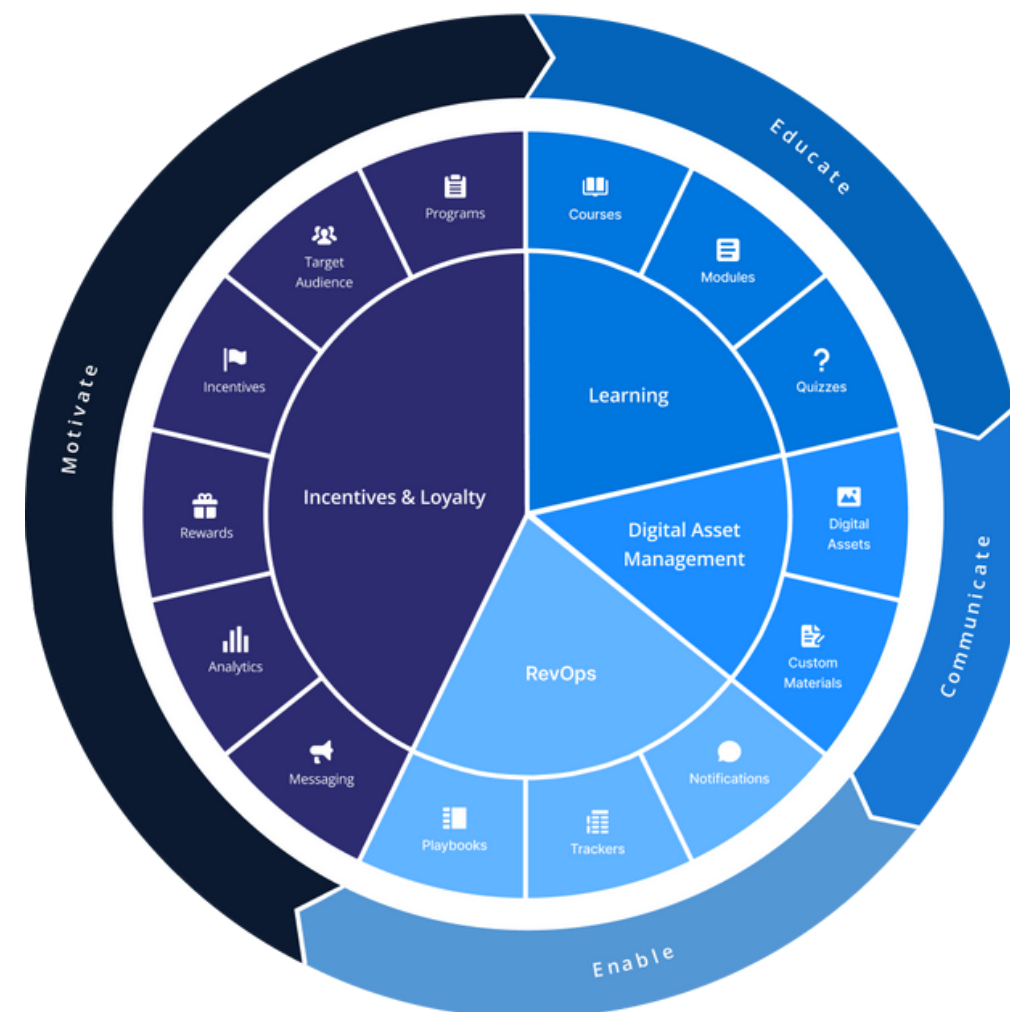 Educate
Communicate
Enable
Motivate
Courses
Modules
Quizzes
Digital
Assets
Custom
Materials
Notifications
Trackers
Playbooks
Messaging
Analytics
Rewards
Incentives
Target
Audience
Programs
Learning
Digital Asset
Management
RevOps
Incentives & Loyalty